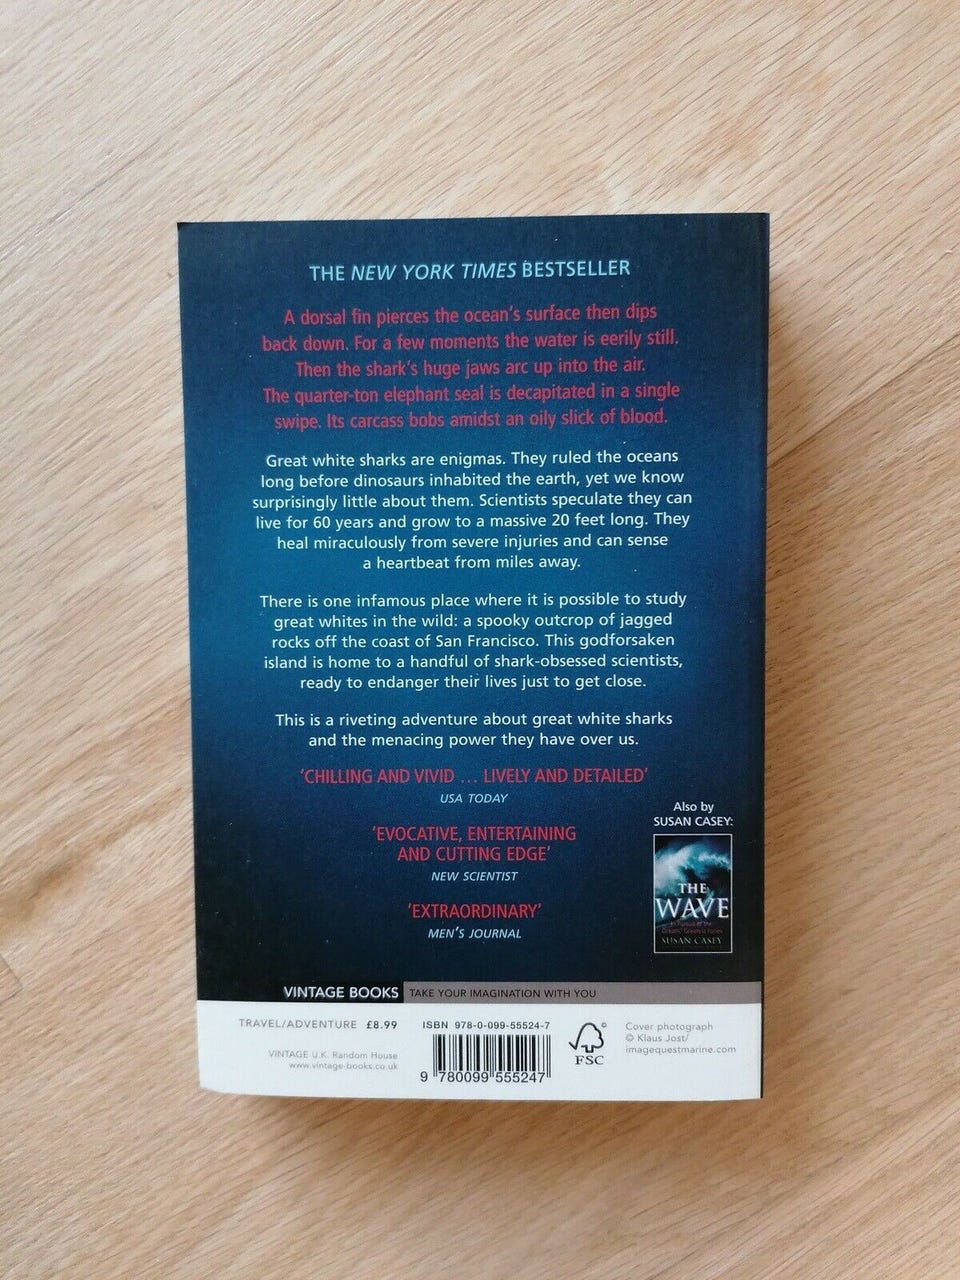 THE NEW YORK TIMES BESTSELLER
A dorsal fin pierces the ocean's surface then dips
back down. For a few moments the water is eerily still.
Then the shark's huge jaws arc up into the air.
The quarter-ton elephant seal is decapitated in a single
swipe. Its carcass bobs amidst an oily slick of blood.
Great white sharks are enigmas. They ruled the oceans
long before dinosaurs inhabited the earth, yet we know
surprisingly little about them. Scientists speculate they can
live for 60 years and grow to a massive 20 feet long. They
heal miraculously from severe injuries and can sense
a heartbeat from miles away.
There is one infamous place where it is possible to study
great whites in the wild: a spooky outcrop of jagged
rocks off the coast of San Francisco. This godforsaken
island is home to a handful of shark-obsessed scientists,
ready to endanger their lives just to get close.
This is a riveting adventure about great white sharks
and the menacing power they have over us.
'CHILLING AND VIVID ... LIVELY AND DETAILED'
USA TODAY
'EVOCATIVE, ENTERTAINING
AND CUTTING EDGE'
NEW SCIENTIST
'EXTRAORDINARY'
MEN'S JOURNAL
Also by
SUSAN CASEY:
THE
WAVE
In Pursuit of the
Oceans' Greatest Furies
SUSAN CASEY
VINTAGE BOOKS TAKE YOUR IMAGINATION WITH YOU
TRAVEL/ADVENTURE £8.99
VINTAGE U.K. Random House
www.vintage-books.co.uk
ISBN 978-0-099-55524-7
9 780099 555247
FSC
Cover photograph
© Klaus Jost/
imagequestmarine.com